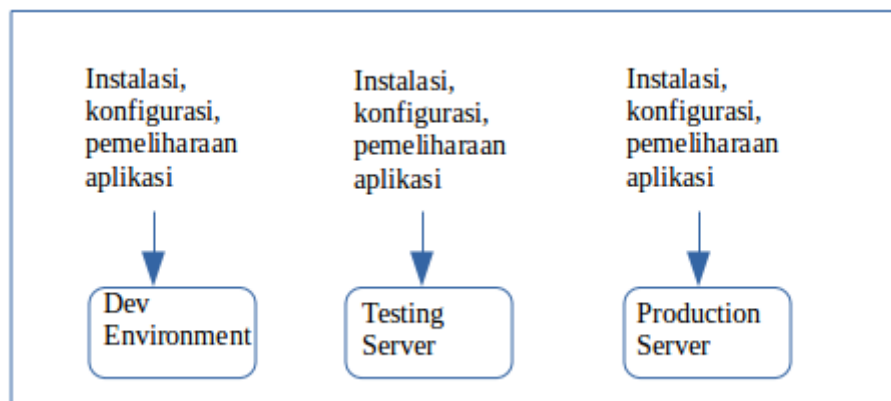 Instalasi,
konfigurasi,
pemeliharaan
aplikasi
Instalasi,
konfigurasi,
pemeliharaan
aplikasi
Instalasi,
konfigurasi,
pemeliharaan
aplikasi
Dev
Environment
Testing
Server
Production
Server